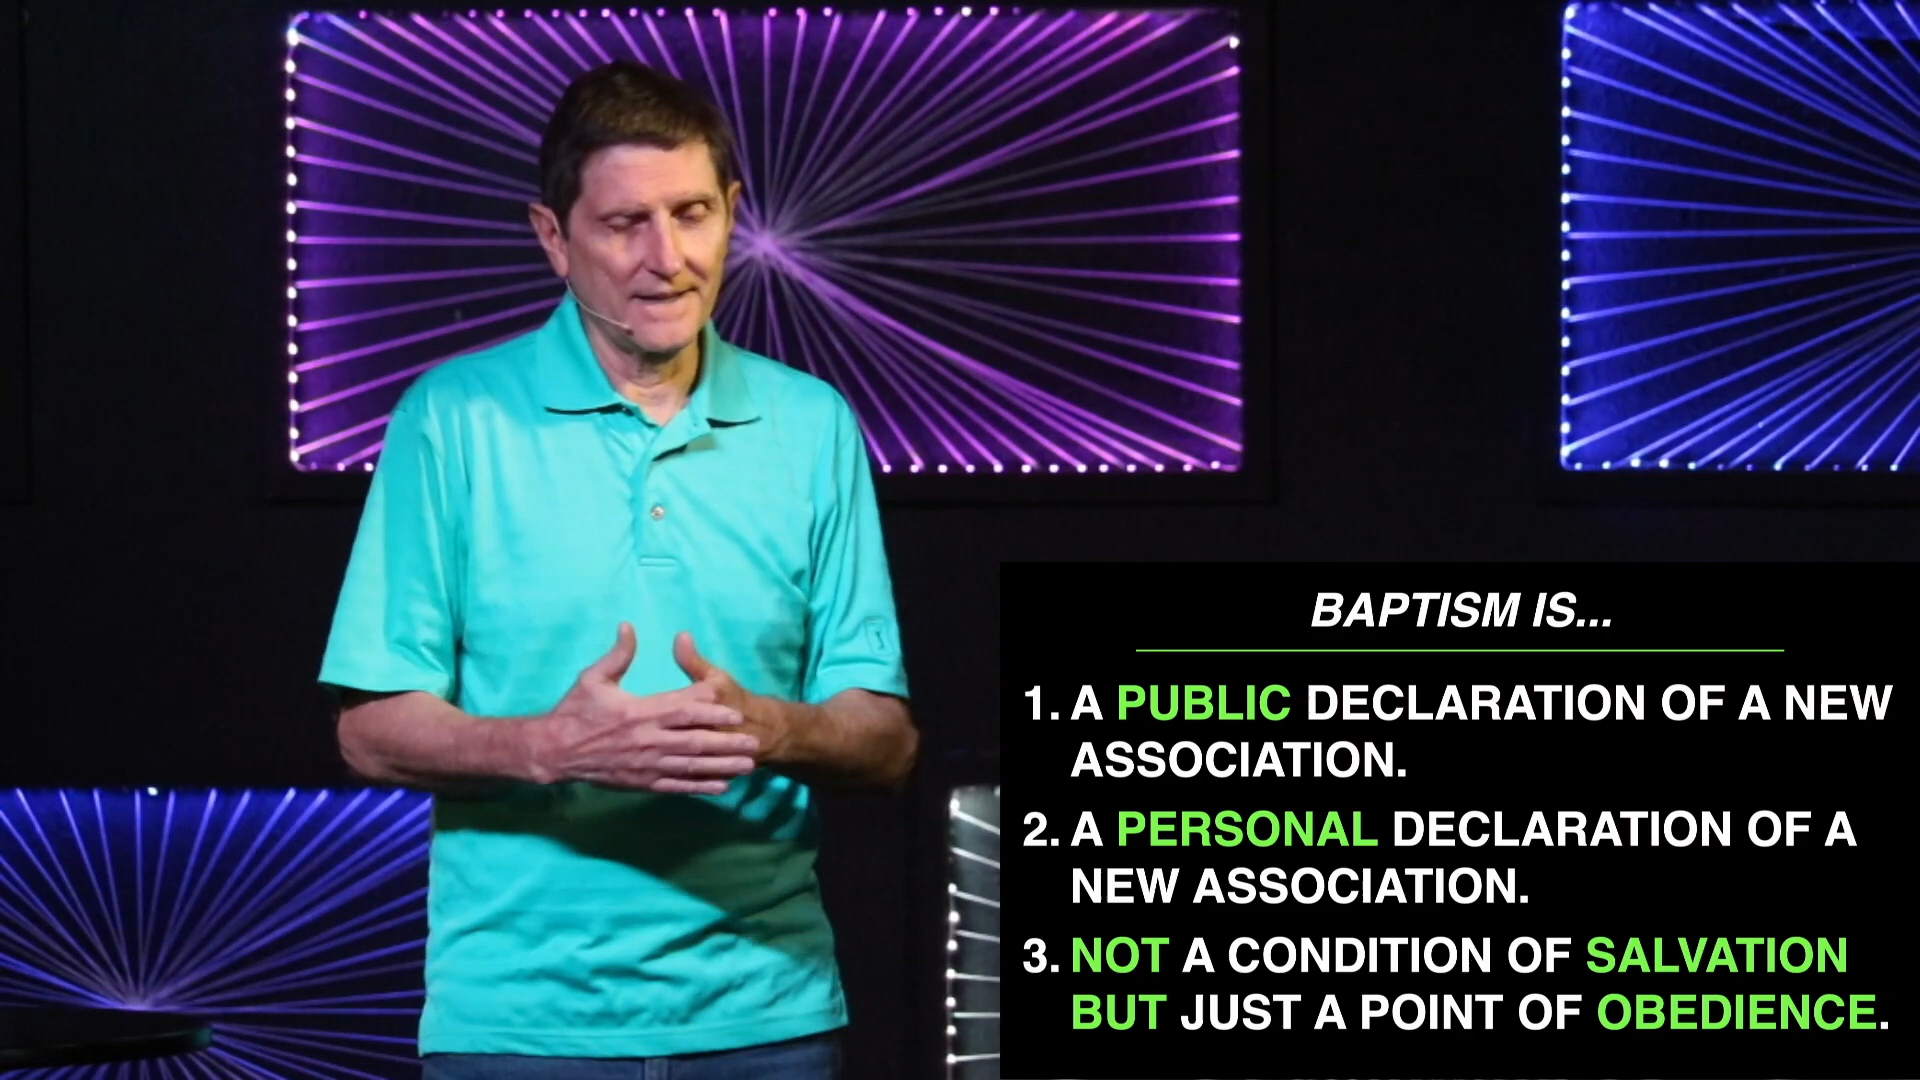 BAPTISM IS...
1. A PUBLIC DECLARATION OF A NEW
ASSOCIATION.
2. A PERSONAL DECLARATION OF A
NEW ASSOCIATION.
3. NOT A CONDITION OF SALVATION
BUT JUST A POINT OF OBEDIENCE.